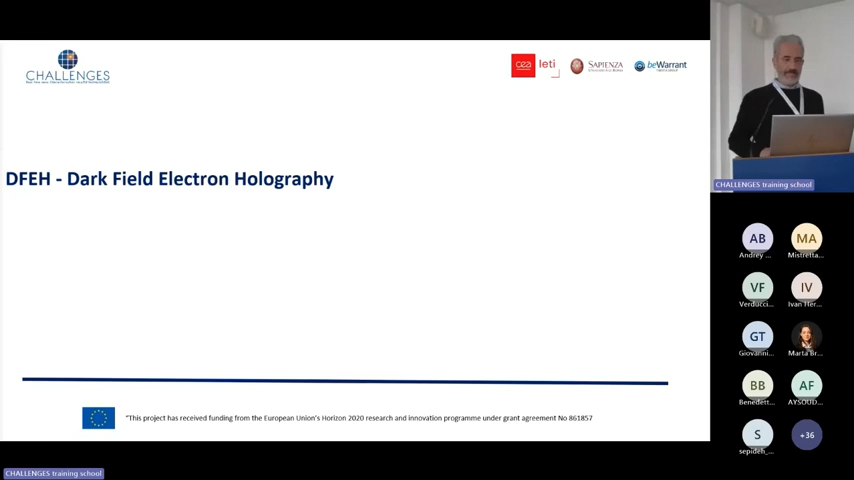 CHALLENGES
cea leti
SAPIENZA
beWarrant
DFEH - Dark Field Electron Holography
"This project has received funding from the European Union's Horizon 2020 research and innovation programme under grant agreement No 861857
CHALLENGES training school
AB
MA
Andrey ...
Mistretta...
VF
IV
Verducci...
Ivan Her...
GT
Giovanni...
Marta Br...
BB
AF
Benedett...
AYSOUD...
S
+36
sepideh_...
CHALLENGES training school